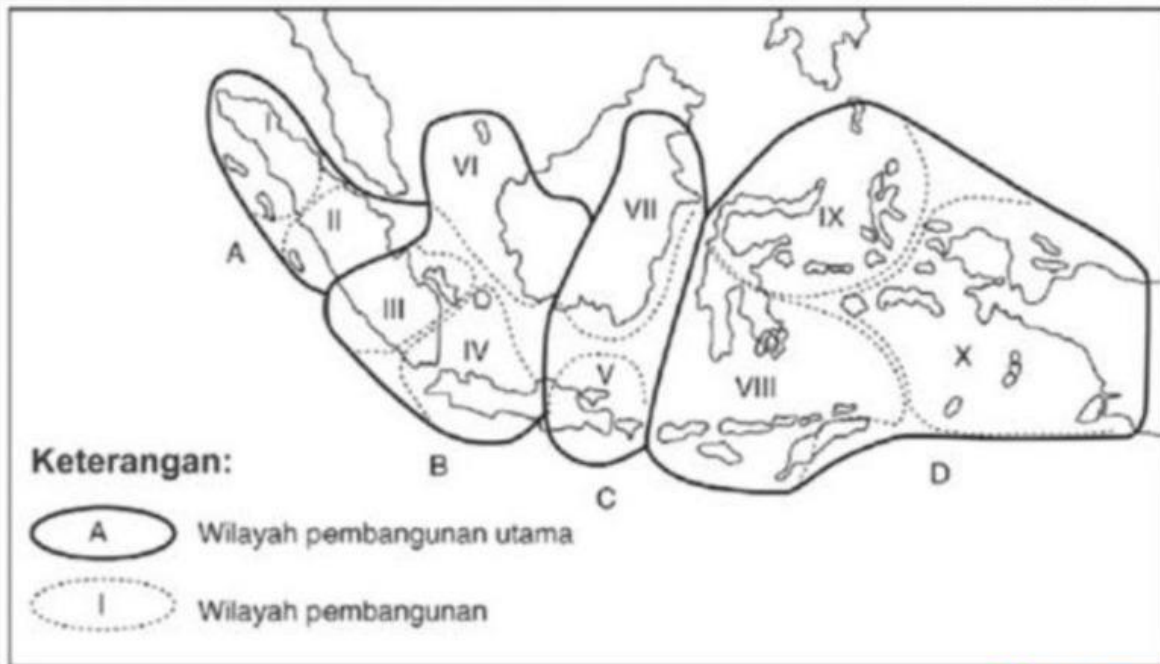 I
VI
VII
IX
II
A
III
IV
V
VIII
X
B
C
D
Keterangan:
A Wilayah pembangunan utama
I Wilayah pembangunan